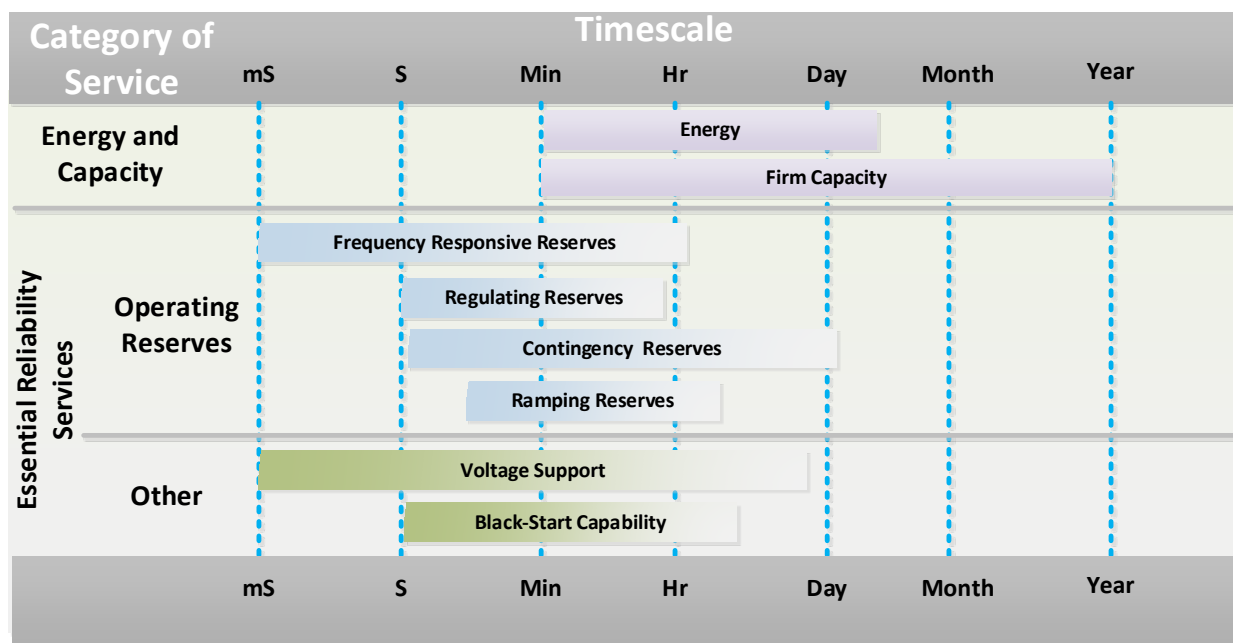 Category of
Service
Timescale
mS S Min Hr Day Month Year
Energy and
Capacity
Energy
Firm Capacity
Essential Reliability
Services
Operating
Reserves
Frequency Responsive Reserves
Regulating Reserves
Contingency Reserves
Ramping Reserves
Other
Voltage Support
Black-Start Capability
mS S Min Hr Day Month Year